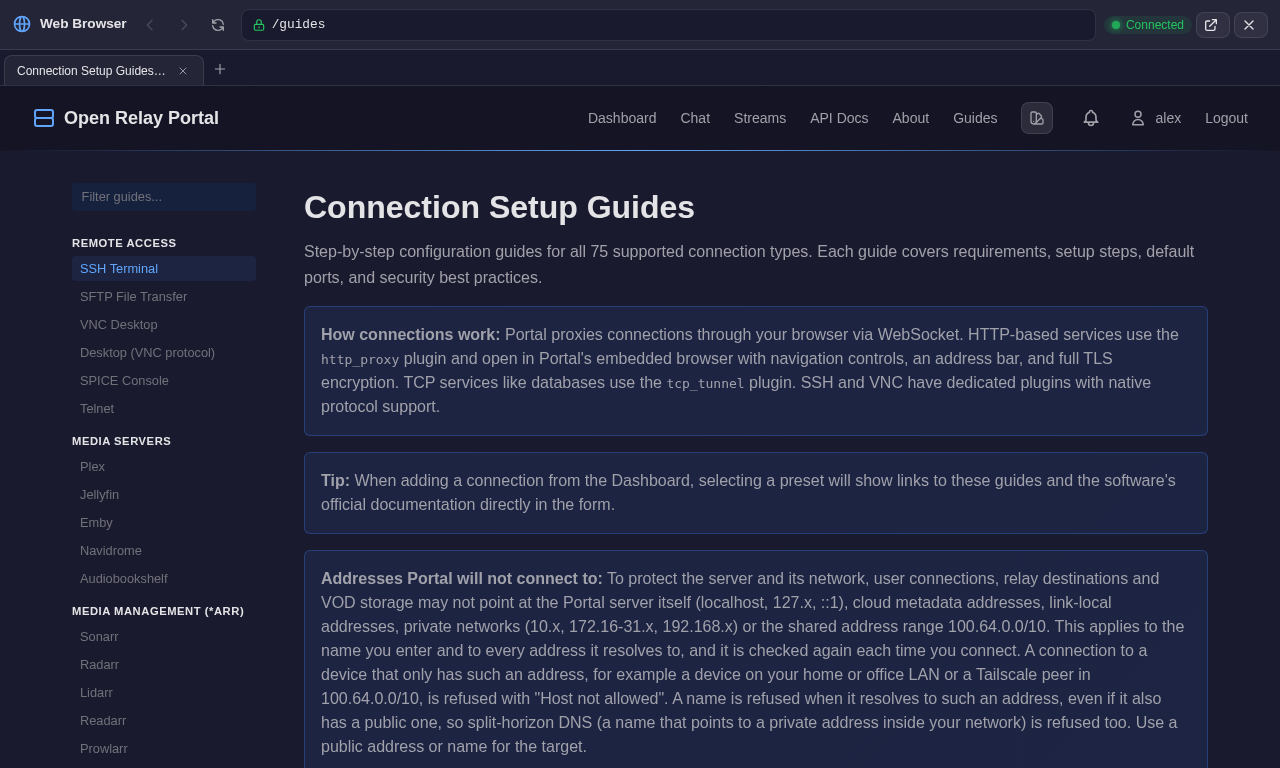 Web Browser
/guides
Connected
Connection Setup Guides…
Open Relay Portal
Dashboard
Chat
Streams
API Docs
About
Guides
alex
Logout
Filter guides...
REMOTE ACCESS
SSH Terminal
SFTP File Transfer
VNC Desktop
Desktop (VNC protocol)
SPICE Console
Telnet
MEDIA SERVERS
Plex
Jellyfin
Emby
Navidrome
Audiobookshelf
MEDIA MANAGEMENT (*ARR)
Sonarr
Radarr
Lidarr
Readarr
Prowlarr
Connection Setup Guides
Step-by-step configuration guides for all 75 supported connection types. Each guide covers requirements, setup steps, default
ports, and security best practices.
How connections work: Portal proxies connections through your browser via WebSocket. HTTP-based services use the
http_proxy plugin and open in Portal's embedded browser with navigation controls, an address bar, and full TLS
encryption. TCP services like databases use the tcp_tunnel plugin. SSH and VNC have dedicated plugins with native
protocol support.
Tip: When adding a connection from the Dashboard, selecting a preset will show links to these guides and the software's
official documentation directly in the form.
Addresses Portal will not connect to: To protect the server and its network, user connections, relay destinations and
VOD storage may not point at the Portal server itself (localhost, 127.x, ::1), cloud metadata addresses, link-local
addresses, private networks (10.x, 172.16-31.x, 192.168.x) or the shared address range 100.64.0.0/10. This applies to the
name you enter and to every address it resolves to, and it is checked again each time you connect. A connection to a
device that only has such an address, for example a device on your home or office LAN or a Tailscale peer in
100.64.0.0/10, is refused with "Host not allowed". A name is refused when it resolves to such an address, even if it also
has a public one, so split-horizon DNS (a name that points to a private address inside your network) is refused too. Use a
public address or name for the target.